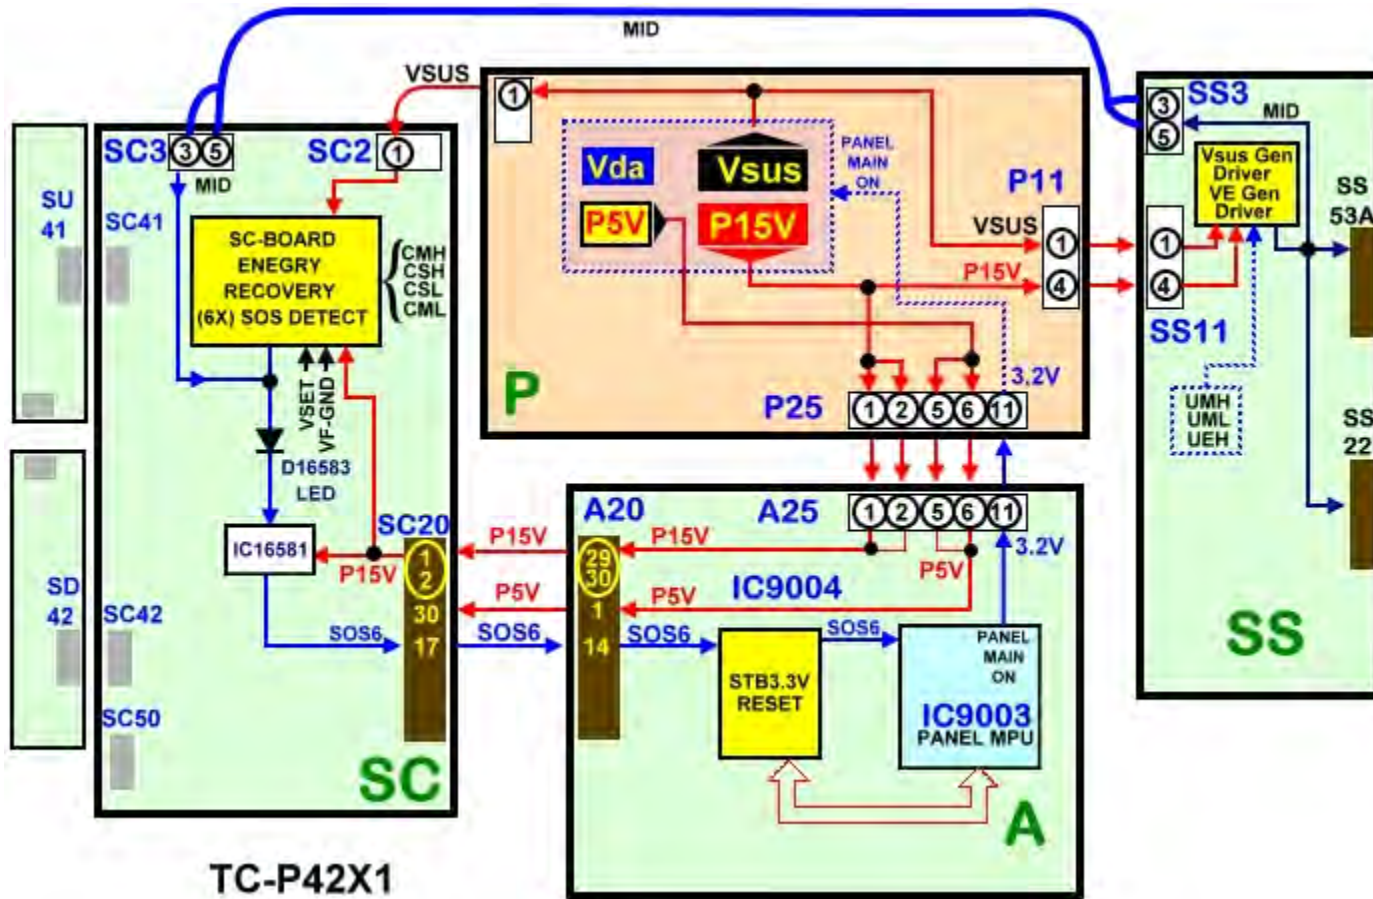 MID
VSUS
SC3
3
5
MID
SC2
1
SU
41
SC41
SC-BOARD
ENEGRY
RECOVERY
(6X) SOS DETECT
CMH
CSH
CSL
CML
VSET
VF-GND
D16583
LED
IC16581
P15V
SC20
1
2
30
17
SOS6
SD
42
SC42
SC50
SC
TC-P42X1
1
Vda
Vsus
P5V
P15V
PANEL
MAIN
ON
P11
VSUS
1
P15V
4
P
3.2V
P25
1
2
5
6
11
A20
A25
1
2
5
6
11
P15V
P15V
29
30
3.2V
P5V
IC9004
P5V
P5V
1
SOS6
14
SOS6
SOS6
STB3.3V
RESET
PANEL
MAIN
ON
IC9003
PANEL MPU
A
3
5
SS3
MID
Vsus Gen
Driver
VE Gen
Driver
SS
53A
1
4
SS11
UMH
UML
UEH
SS
22
SS